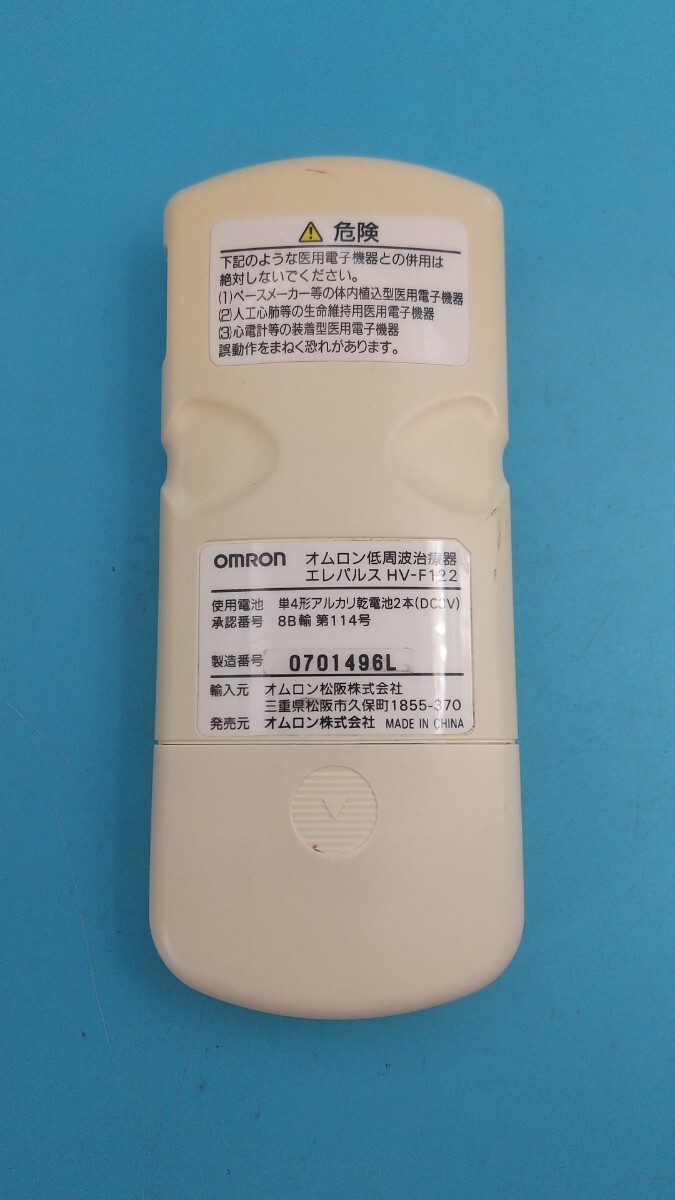 ⚠ 危険
下記のような医用電子機器との併用は
絶対しないでください。
(1)ペースメーカー等の体内植込型医用電子機器
(2)人工心肺等の生命維持用医用電子機器
(3)心電計等の装着型医用電子機器
誤動作をまねく恐れがあります。
OMRON オムロン低周波治療器
エレパルス HV-F122
使用電池 単4形アルカリ乾電池2本(DC3V)
承認番号 8B輸 第114号
製造番号 0701496L
輸入元 オムロン松阪株式会社
三重県松阪市久保町1855-370
発売元 オムロン株式会社 MADE IN CHINA